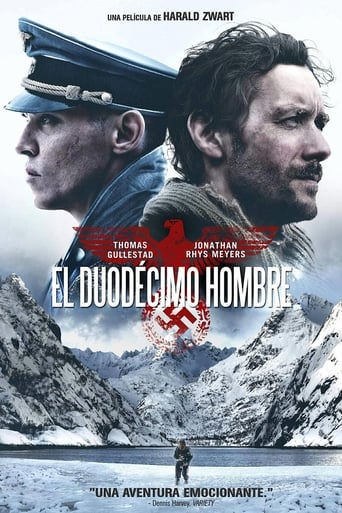 UNA PELÍCULA DE HARALD ZWART
THOMAS GULLESTAD
JONATHAN RHYS MEYERS
EL DUODÉCIMO HOMBRE
"UNA AVENTURA EMOCIONANTE."
- Dennis Harvey, VARIETY